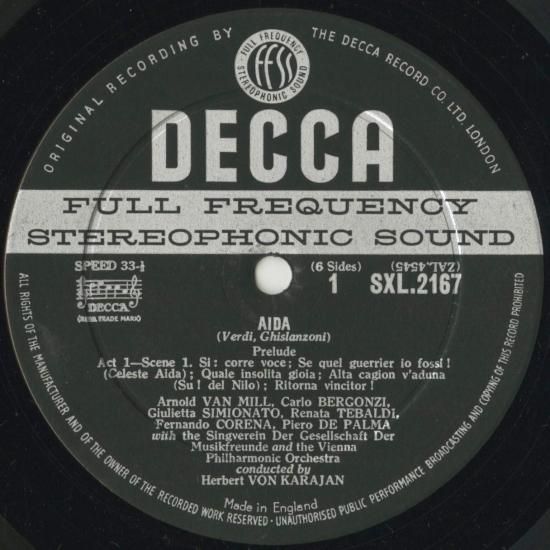 ORIGINAL RECORDING BY THE DECCA RECORD CO. LTD. LONDON
FULL FREQUENCY
ffss
STEREOPHONIC SOUND
DECCA
FULL FREQUENCY
STEREOPHONIC SOUND
SPEED 33-⅓
(6 Sides)
(ZAL.4545)
DECCA
(REGD. TRADE MARK)
1
SXL.2167
AIDA
(Verdi, Ghislanzoni)
Prelude
Act 1—Scene 1. Si: corre voce; Se quel guerrier io fossi!
(Celeste Aida); Quale insolita gioia; Alta cagion v'aduna
(Su! del Nilo); Ritorna vincitor!
Arnold VAN MILL, Carlo BERGONZI,
Giulietta SIMIONATO, Renata TEBALDI,
Fernando CORENA, Piero DE PALMA
with the Singverein Der Gesellschaft Der
Musikfreunde and the Vienna
Philharmonic Orchestra
conducted by
Herbert VON KARAJAN
Made in England
ALL RIGHTS OF THE MANUFACTURER AND OF THE OWNER OF THE RECORDED WORK RESERVED · UNAUTHORISED PUBLIC PERFORMANCE BROADCASTING AND COPYING OF THIS RECORD PROHIBITED